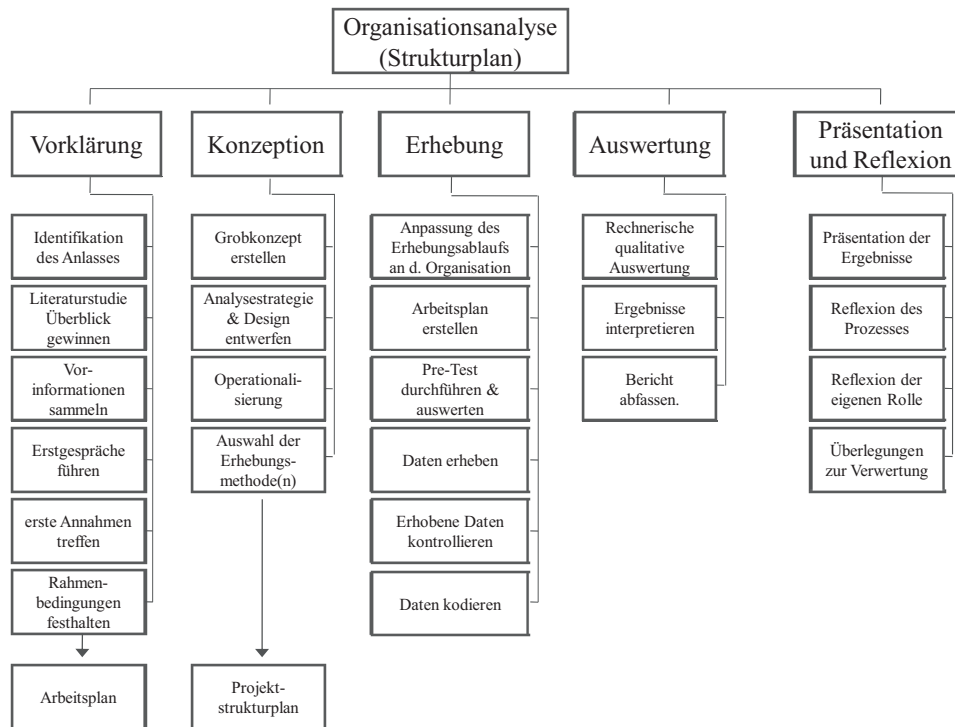 Organisationsanalyse
(Strukturplan)
Vorklärung
Identifikation
des Anlasses
Literaturstudie
Überblick
gewinnen
Vor-
informationen
sammeln
Erstgespräche
führen
erste Annahmen
treffen
Rahmen-
bedingungen
festhalten
Arbeitsplan
Konzeption
Grobkonzept
erstellen
Analysestrategie
& Design
entwerfen
Operationali-
sierung
Auswahl der
Erhebungs-
methode(n)
Projekt-
strukturplan
Erhebung
Anpassung des
Erhebungsablaufs
an d. Organisation
Arbeitsplan
erstellen
Pre-Test
durchführen &
auswerten
Daten erheben
Erhobene Daten
kontrollieren
Daten kodieren
Auswertung
Rechnerische
qualitative
Auswertung
Ergebnisse
interpretieren
Bericht
abfassen.
Präsentation
und Reflexion
Präsentation der
Ergebnisse
Reflexion des
Prozesses
Reflexion der
eigenen Rolle
Überlegungen
zur Verwertung